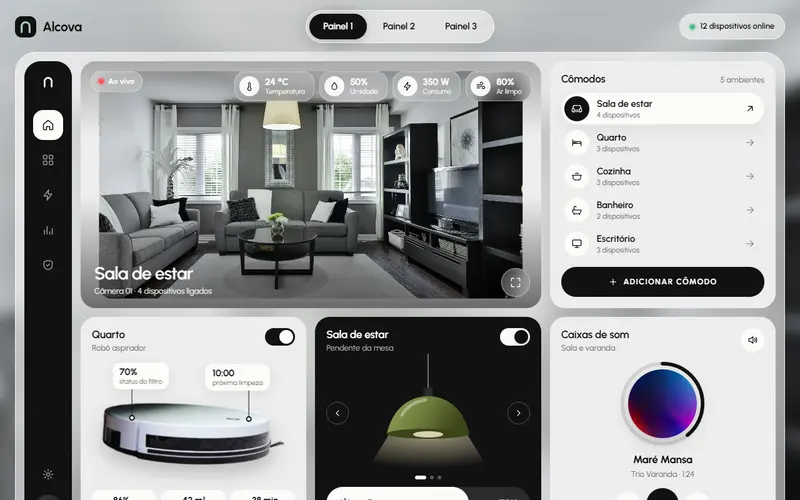 Alcova
Painel 1
Painel 2
Painel 3
12 dispositivos online
Ao vivo
24 °C
Temperatura
50%
Umidade
350 W
Consumo
80%
Ar limpo
Sala de estar
Câmera 01 · 4 dispositivos ligados
Cômodos
5 ambientes
Sala de estar
4 dispositivos
Quarto
3 dispositivos
Cozinha
3 dispositivos
Banheiro
2 dispositivos
Escritório
3 dispositivos
+ ADICIONAR CÔMODO
Quarto
Robô aspirador
70%
status do filtro
10:00
próxima limpeza
Sala de estar
Pendente da mesa
Caixas de som
Sala e varanda
Maré Mansa
Trio Varanda · 1:24